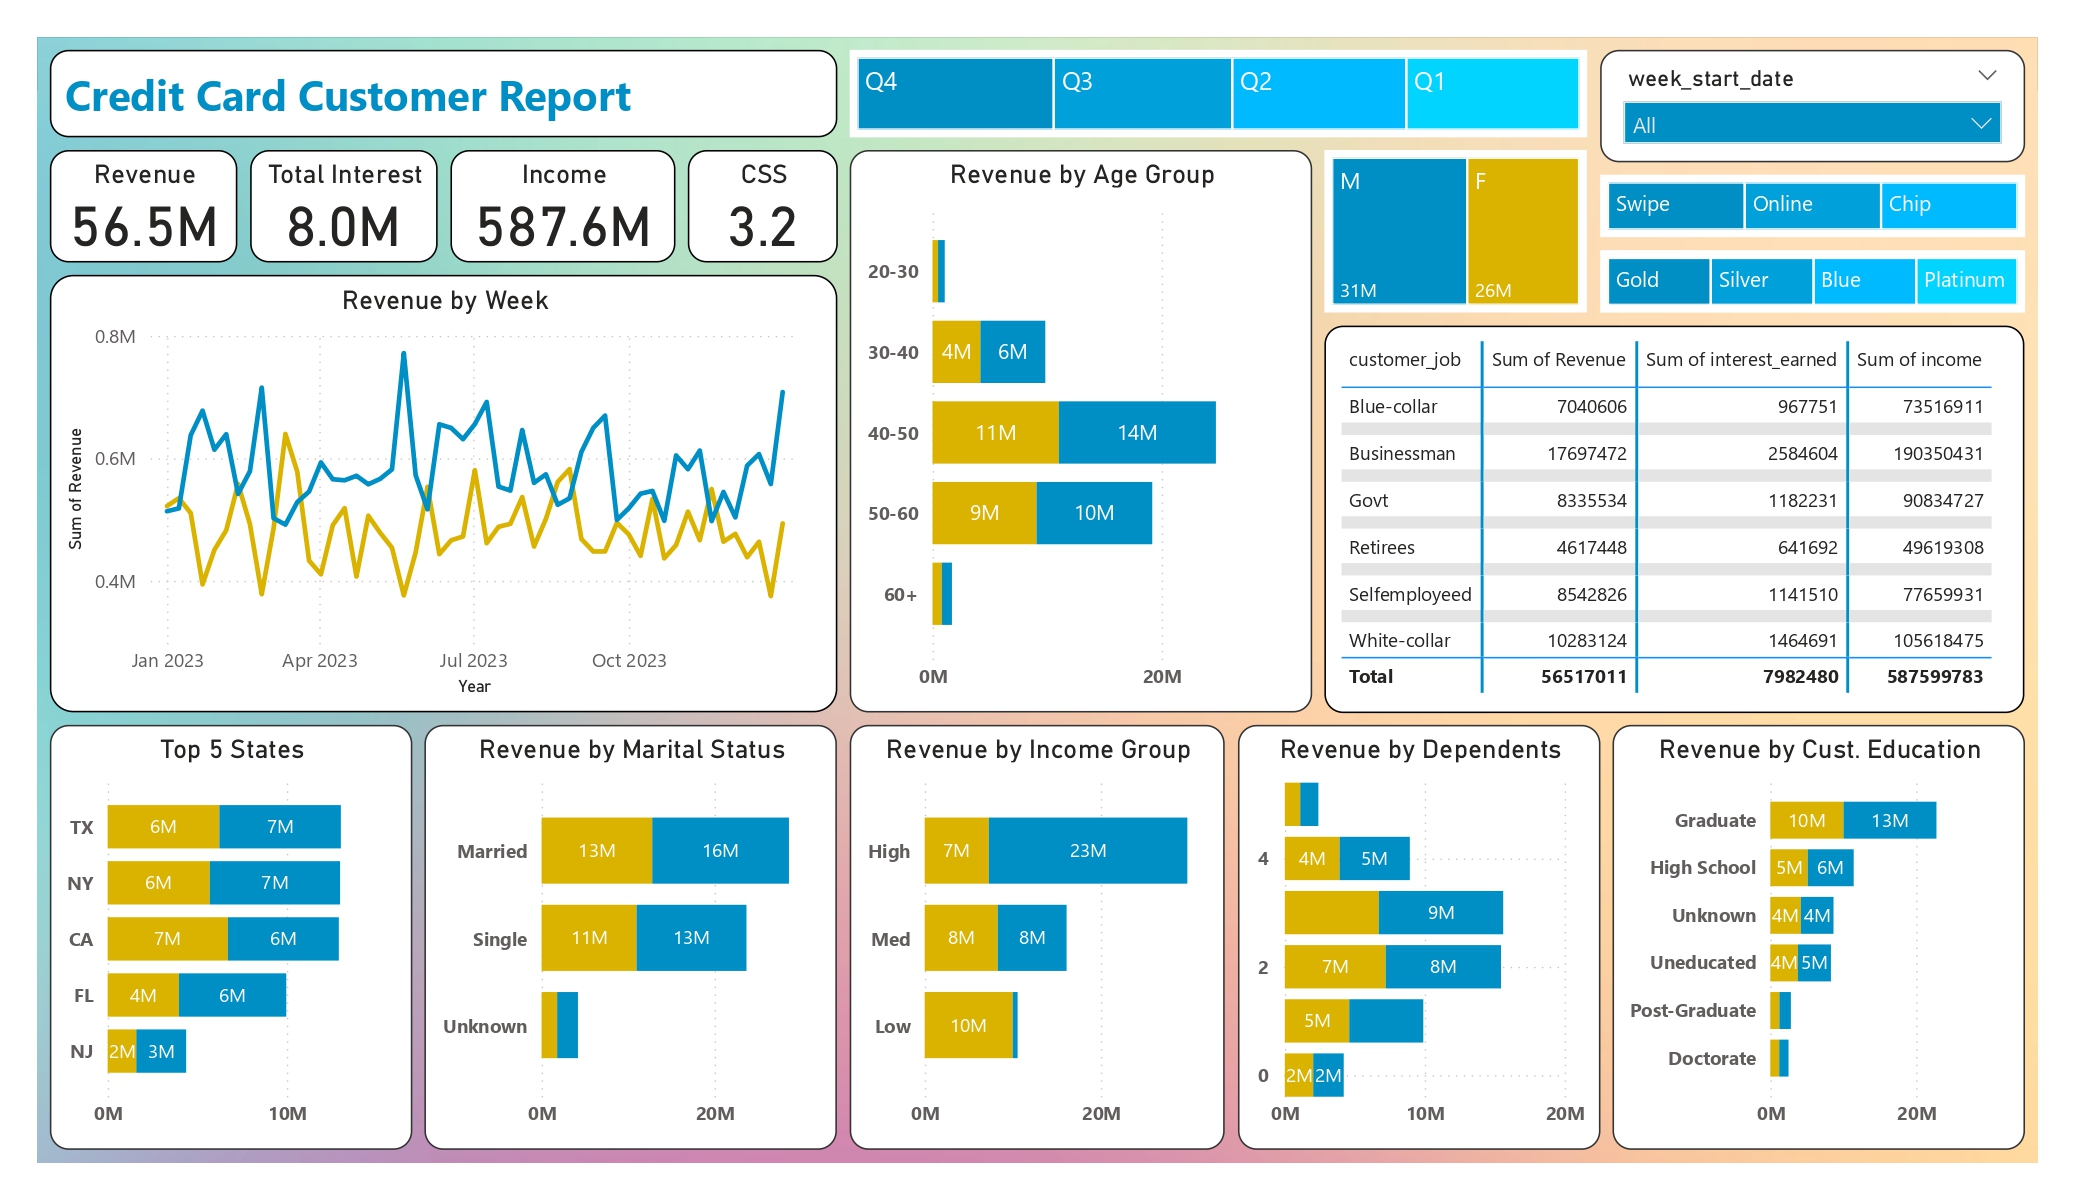 Credit Card Customer Report
Q4 Q3 Q2 Q1
week_start_date
All
Revenue
56.5M
Total Interest
8.0M
Income
587.6M
CSS
3.2
Revenue by Week
0.8M
0.6M
0.4M
Sum of Revenue
Jan 2023 Apr 2023 Jul 2023 Oct 2023
Year
Revenue by Age Group
20-30
30-40 4M 6M
40-50 11M 14M
50-60 9M 10M
60+
0M 20M
M F
31M 26M
Swipe Online Chip
Gold Silver Blue Platinum
customer_job Sum of Revenue Sum of interest_earned Sum of income
Blue-collar 7040606 967751 73516911
Businessman 17697472 2584604 190350431
Govt 8335534 1182231 90834727
Retirees 4617448 641692 49619308
Selfemployeed 8542826 1141510 77659931
White-collar 10283124 1464691 105618475
Total 56517011 7982480 587599783
Top 5 States
TX 6M 7M
NY 6M 7M
CA 7M 6M
FL 4M 6M
NJ 2M 3M
0M 10M
Revenue by Marital Status
Married 13M 16M
Single 11M 13M
Unknown
0M 20M
Revenue by Income Group
High 7M 23M
Med 8M 8M
Low 10M
0M 20M
Revenue by Dependents
4 4M 5M
9M
2 7M 8M
5M
0 2M 2M
0M 10M 20M
Revenue by Cust. Education
Graduate 10M 13M
High School 5M 6M
Unknown 4M 4M
Uneducated 4M 5M
Post-Graduate
Doctorate
0M 20M